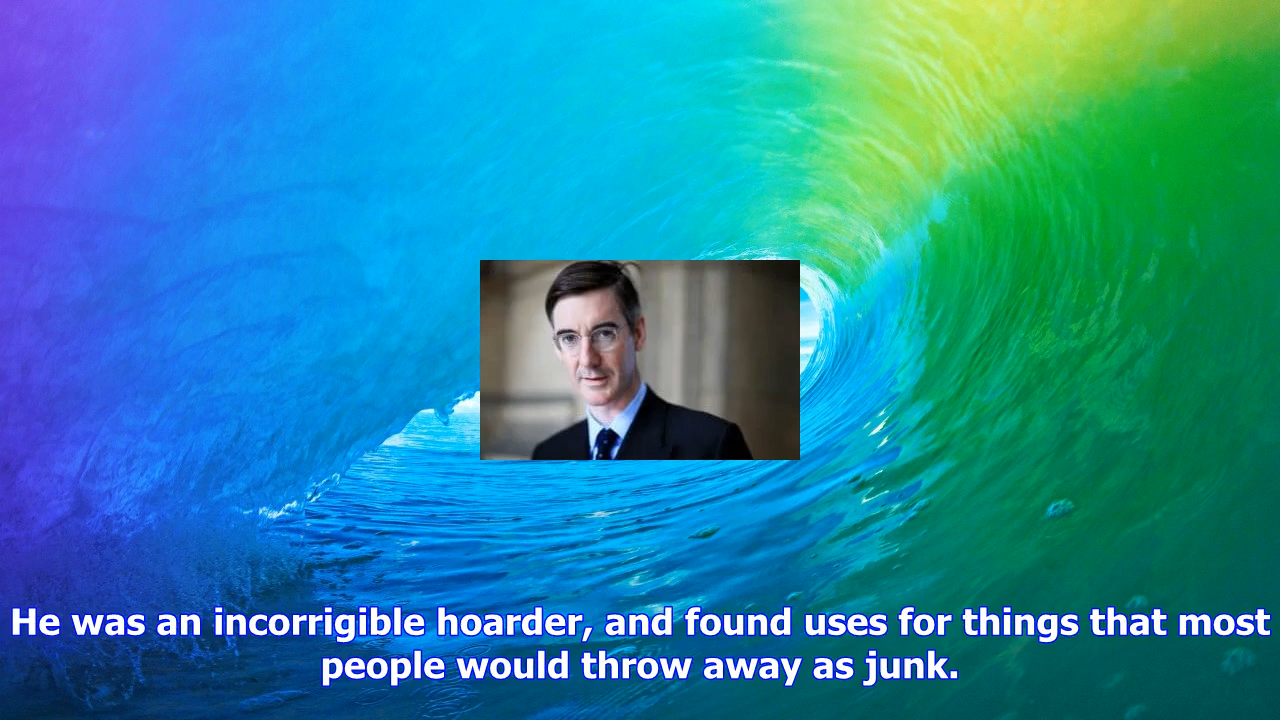 He was an incorrigible hoarder, and found uses for things that most
people would throw away as junk.